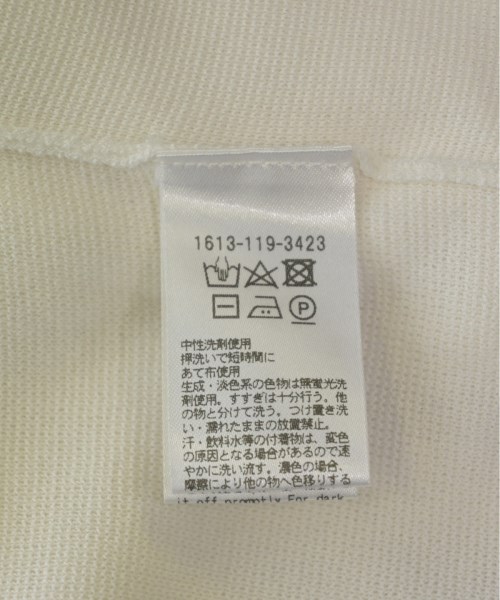 1613-119-3423
P
中性洗剤使用
押洗いで短時間に
あて布使用
生成・淡色系の色物は無蛍光洗
剤使用。すすぎは十分行う。他
の物と分けて洗う。つけ置き洗
い・濡れたままの放置禁止。
汗・飲料水等の付着物は、変色
の原因となる場合があるので速
やかに洗い流す。濃色の場合、
摩擦により他の物へ色移りする
it off promptly.For dark